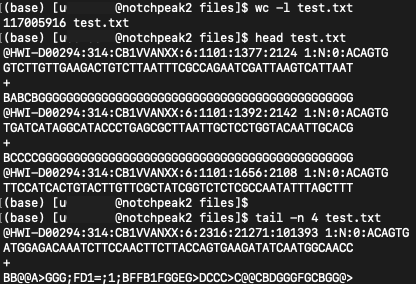 [(base) [u @notchpeak2 files]$ wc -l test.txt
117005916 test.txt
[(base) [u @notchpeak2 files]$ head test.txt
@HWI-D00294:314:CB1VVANXX:6:1101:1377:2124 1:N:0:ACAGTG
GTCTTGTTGAAGACTGTCTTAATTTCGCCAGAATCGATTAAGTCATTAAT
+
BABCBGGGGGGGGGGGGGGGGGGGGGGGGGGGGGGGGGGGGGGGGGGGGG
@HWI-D00294:314:CB1VVANXX:6:1101:1392:2142 1:N:0:ACAGTG
TGATCATAGGCATACCCTGAGCGCTTAATTGCTCCTGGTACAATTGCACG
+
BCCCCGGGGGGGGGGGGGGGGGGGGGGGGGGGGGGGGGGGGGGGGGGGGG
@HWI-D00294:314:CB1VVANXX:6:1101:1656:2108 1:N:0:ACAGTG
TTCCATCACTGTACTTGTTCGCTATCGGTCTCTCGCCAATATTTAGCTTT
[(base) [u @notchpeak2 files]$
[(base) [u @notchpeak2 files]$ tail -n 4 test.txt
@HWI-D00294:314:CB1VVANXX:6:2316:21271:101393 1:N:0:ACAGTG
ATGGAGACAAATCTTCCAACTTCTTACCAGTGAAGATATCAATGGCAACC
+
BB@@A>GGG;FD1=;1;BFFB1FGGEG>DCCC>C@@CBDGGGFGCBGG@>